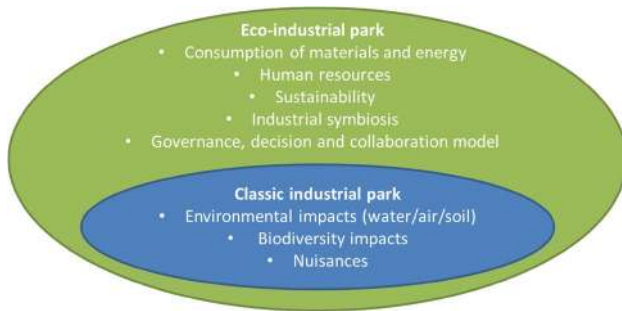 Eco-industrial park
• Consumption of materials and energy
• Human resources
• Sustainability
• Industrial symbiosis
• Governance, decision and collaboration model
Classic industrial park
• Environmental impacts (water/air/soil)
• Biodiversity impacts
• Nuisances